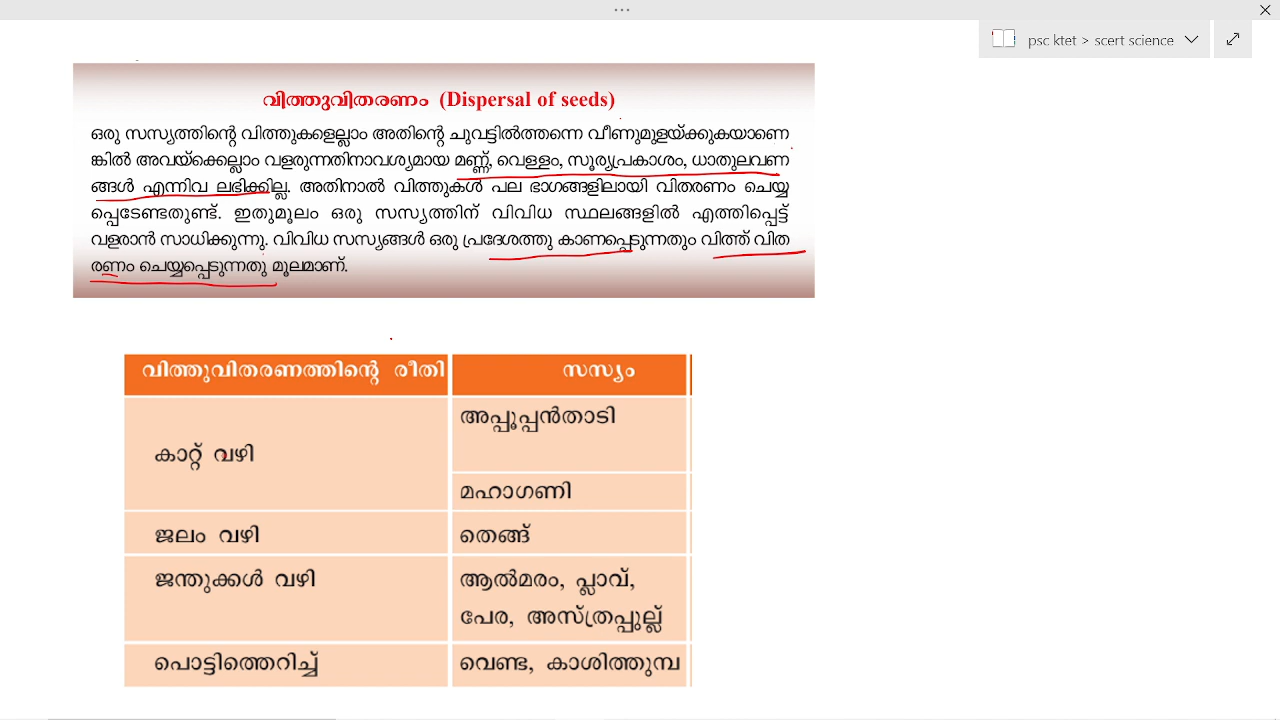 psc ktet > scert science
വിത്തുവിതരണം (Dispersal of seeds)
ഒരു സസ്യത്തിന്റെ വിത്തുകളെല്ലാം അതിന്റെ ചുവട്ടിൽത്തന്നെ വീണുമുളയ്ക്കുകയാണെ
ങ്കിൽ അവയ്ക്കെല്ലാം വളരുന്നതിനാവശ്യമായ മണ്ണ്, വെള്ളം, സൂര്യപ്രകാശം, ധാതുലവണ
ങ്ങൾ എന്നിവ ലഭിക്കില്ല. അതിനാൽ വിത്തുകൾ പല ഭാഗങ്ങളിലായി വിതരണം ചെയ്യ
പ്പെടേണ്ടതുണ്ട്. ഇതുമൂലം ഒരു സസ്യത്തിന് വിവിധ സ്ഥലങ്ങളിൽ എത്തിപ്പെട്ട്
വളരാൻ സാധിക്കുന്നു. വിവിധ സസ്യങ്ങൾ ഒരു പ്രദേശത്തു കാണപ്പെടുന്നതും വിത്ത് വിത
രണം ചെയ്യപ്പെടുന്നതു മൂലമാണ്.
വിത്തുവിതരണത്തിന്റെ രീതി സസ്യം
അപ്പൂപ്പൻതാടി
കാറ്റ് വഴി
മഹാഗണി
ജലം വഴി തെങ്ങ്
ജന്തുക്കൾ വഴി ആൽമരം, പ്ലാവ്,
പേര, അസ്ത്രപ്പുല്ല്
പൊട്ടിത്തെറിച്ച് വെണ്ട, കാശിത്തുമ്പ